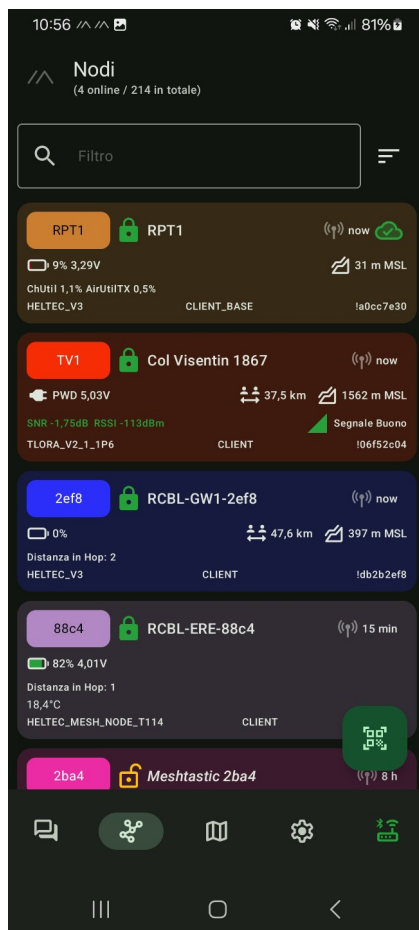 10:56 81%
Nodi
(4 online / 214 in totale)
Filtro
RPT1 RPT1 now
9% 3,29V 31 m MSL
ChUtil 1,1% AirUtilTX 0,5%
HELTEC_V3 CLIENT_BASE !a0cc7e30
TV1 Col Visentin 1867 now
PWD 5,03V 37,5 km 1562 m MSL
SNR -1,75dB RSSI -113dBm Segnale Buono
TLORA_V2_1_1P6 CLIENT !06f52c04
2ef8 RCBL-GW1-2ef8 now
0% 47,6 km 397 m MSL
Distanza in Hop: 2
HELTEC_V3 CLIENT !db2b2ef8
88c4 RCBL-ERE-88c4 15 min
82% 4,01V
Distanza in Hop: 1
18,4°C
HELTEC_MESH_NODE_T114 CLIENT
2ba4 Meshtastic 2ba4 8 h